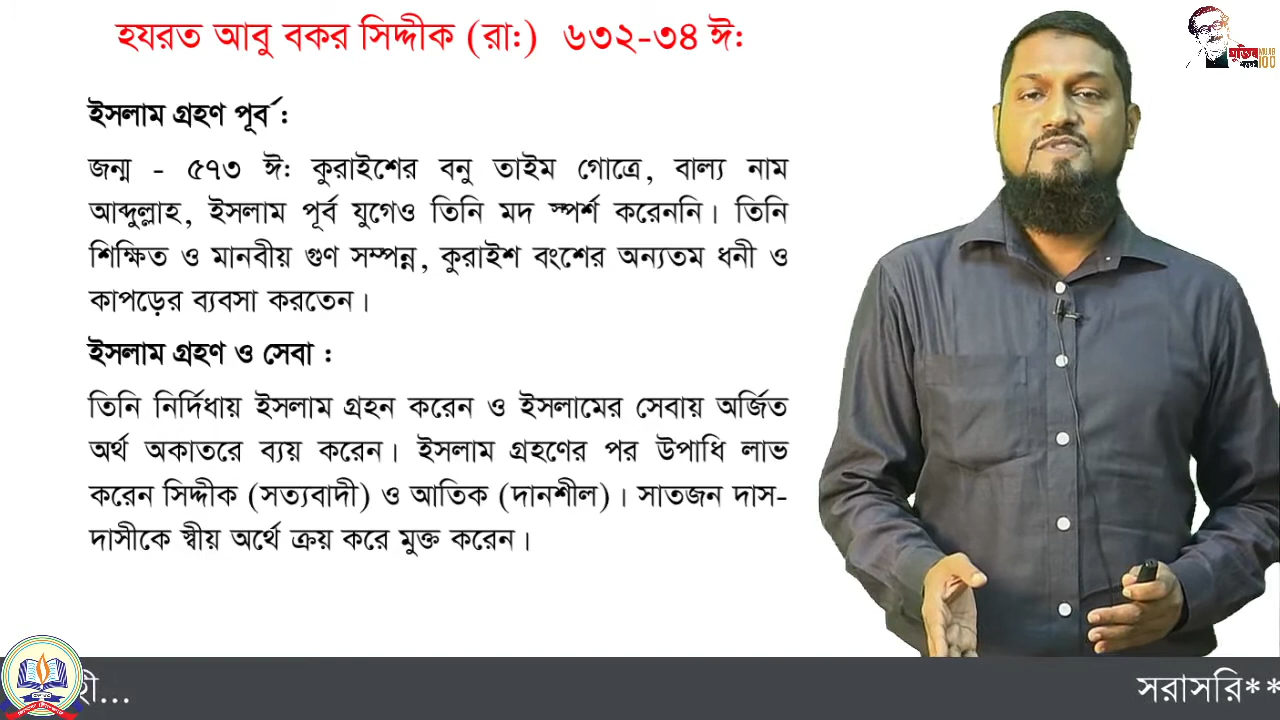 হযরত আবু বকর সিদ্দীক (রা:) ৬৩২-৩৪ ঈ:
ইসলাম গ্রহণ পূর্ব :
জন্ম - ৫৭৩ ঈ: কুরাইশের বনু তাইম গোত্রে, বাল্য নাম
আব্দুল্লাহ, ইসলাম পূর্ব যুগেও তিনি মদ স্পর্শ করেননি। তিনি
শিক্ষিত ও মানবীয় গুণ সম্পন্ন, কুরাইশ বংশের অন্যতম ধনী ও
কাপড়ের ব্যবসা করতেন।
ইসলাম গ্রহণ ও সেবা :
তিনি নির্দিধায় ইসলাম গ্রহন করেন ও ইসলামের সেবায় অর্জিত
অর্থ অকাতরে ব্যয় করেন। ইসলাম গ্রহণের পর উপাধি লাভ
করেন সিদ্দীক (সত্যবাদী) ও আতিক (দানশীল)। সাতজন দাস-
দাসীকে স্বীয় অর্থে ক্রয় করে মুক্ত করেন।
মুজিব
100
হী...
সরাসরি**